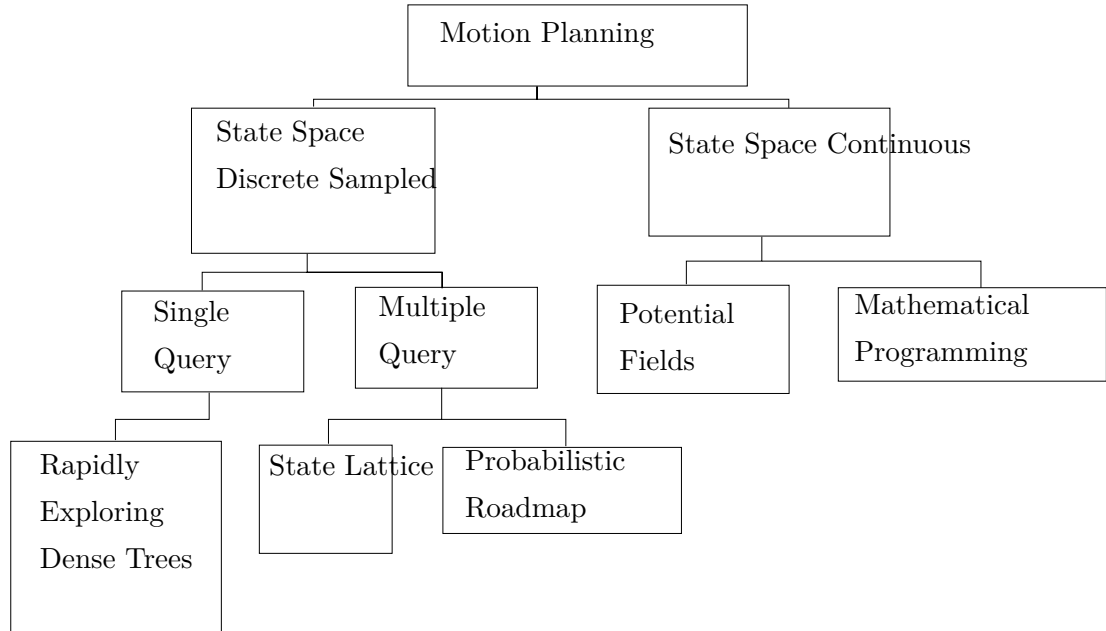 Motion Planning
State Space
Discrete Sampled
State Space Continuous
Single
Query
Multiple
Query
Potential
Fields
Mathematical
Programming
Rapidly
Exploring
Dense Trees
State Lattice
Probabilistic
Roadmap